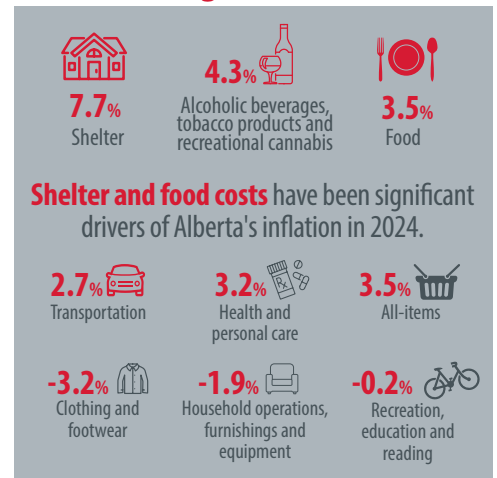 7.7%
Shelter
4.3%
Alcoholic beverages,
tobacco products and
recreational cannabis
3.5%
Food
Shelter and food costs have been significant
drivers of Alberta's inflation in 2024.
2.7%
Transportation
3.2%
Rx
Health and
personal care
3.5%
All-items
-3.2%
Clothing and
footwear
-1.9%
Household operations,
furnishings and
equipment
-0.2%
Recreation,
education and
reading